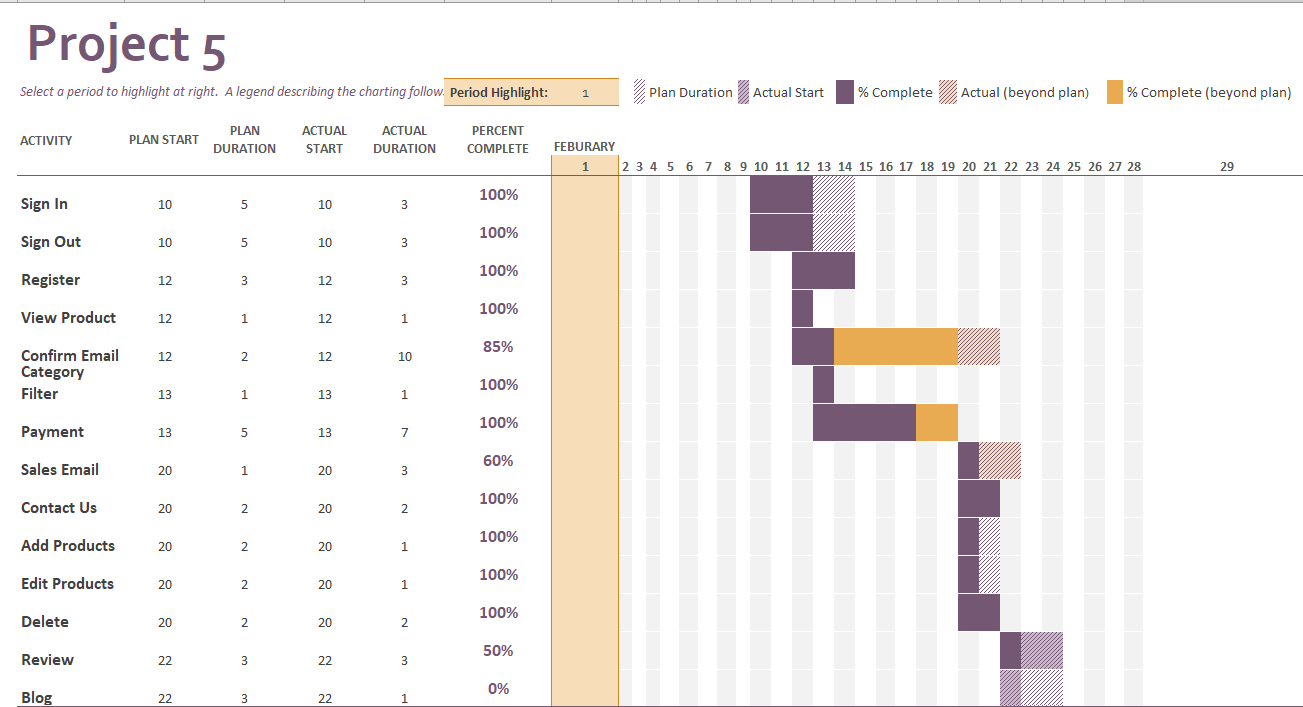 Project 5
Select a period to highlight at right. A legend describing the charting follow Period Highlight: 1 Plan Duration Actual Start % Complete Actual (beyond plan) % Complete (beyond plan)
ACTIVITY PLAN START PLAN DURATION ACTUAL START ACTUAL DURATION PERCENT COMPLETE FEBURARY
1 2 3 4 5 6 7 8 9 10 11 12 13 14 15 16 17 18 19 20 21 22 23 24 25 26 27 28 29
Sign In 10 5 10 3 100%
Sign Out 10 5 10 3 100%
Register 12 3 12 3 100%
View Product 12 1 12 1 100%
Confirm Email 12 2 12 10 85%
Category
Filter 13 1 13 1 100%
Payment 13 5 13 7 100%
Sales Email 20 1 20 3 60%
Contact Us 20 2 20 2 100%
Add Products 20 2 20 1 100%
Edit Products 20 2 20 1 100%
Delete 20 2 20 2 100%
Review 22 3 22 3 50%
Blog 22 3 22 1 0%